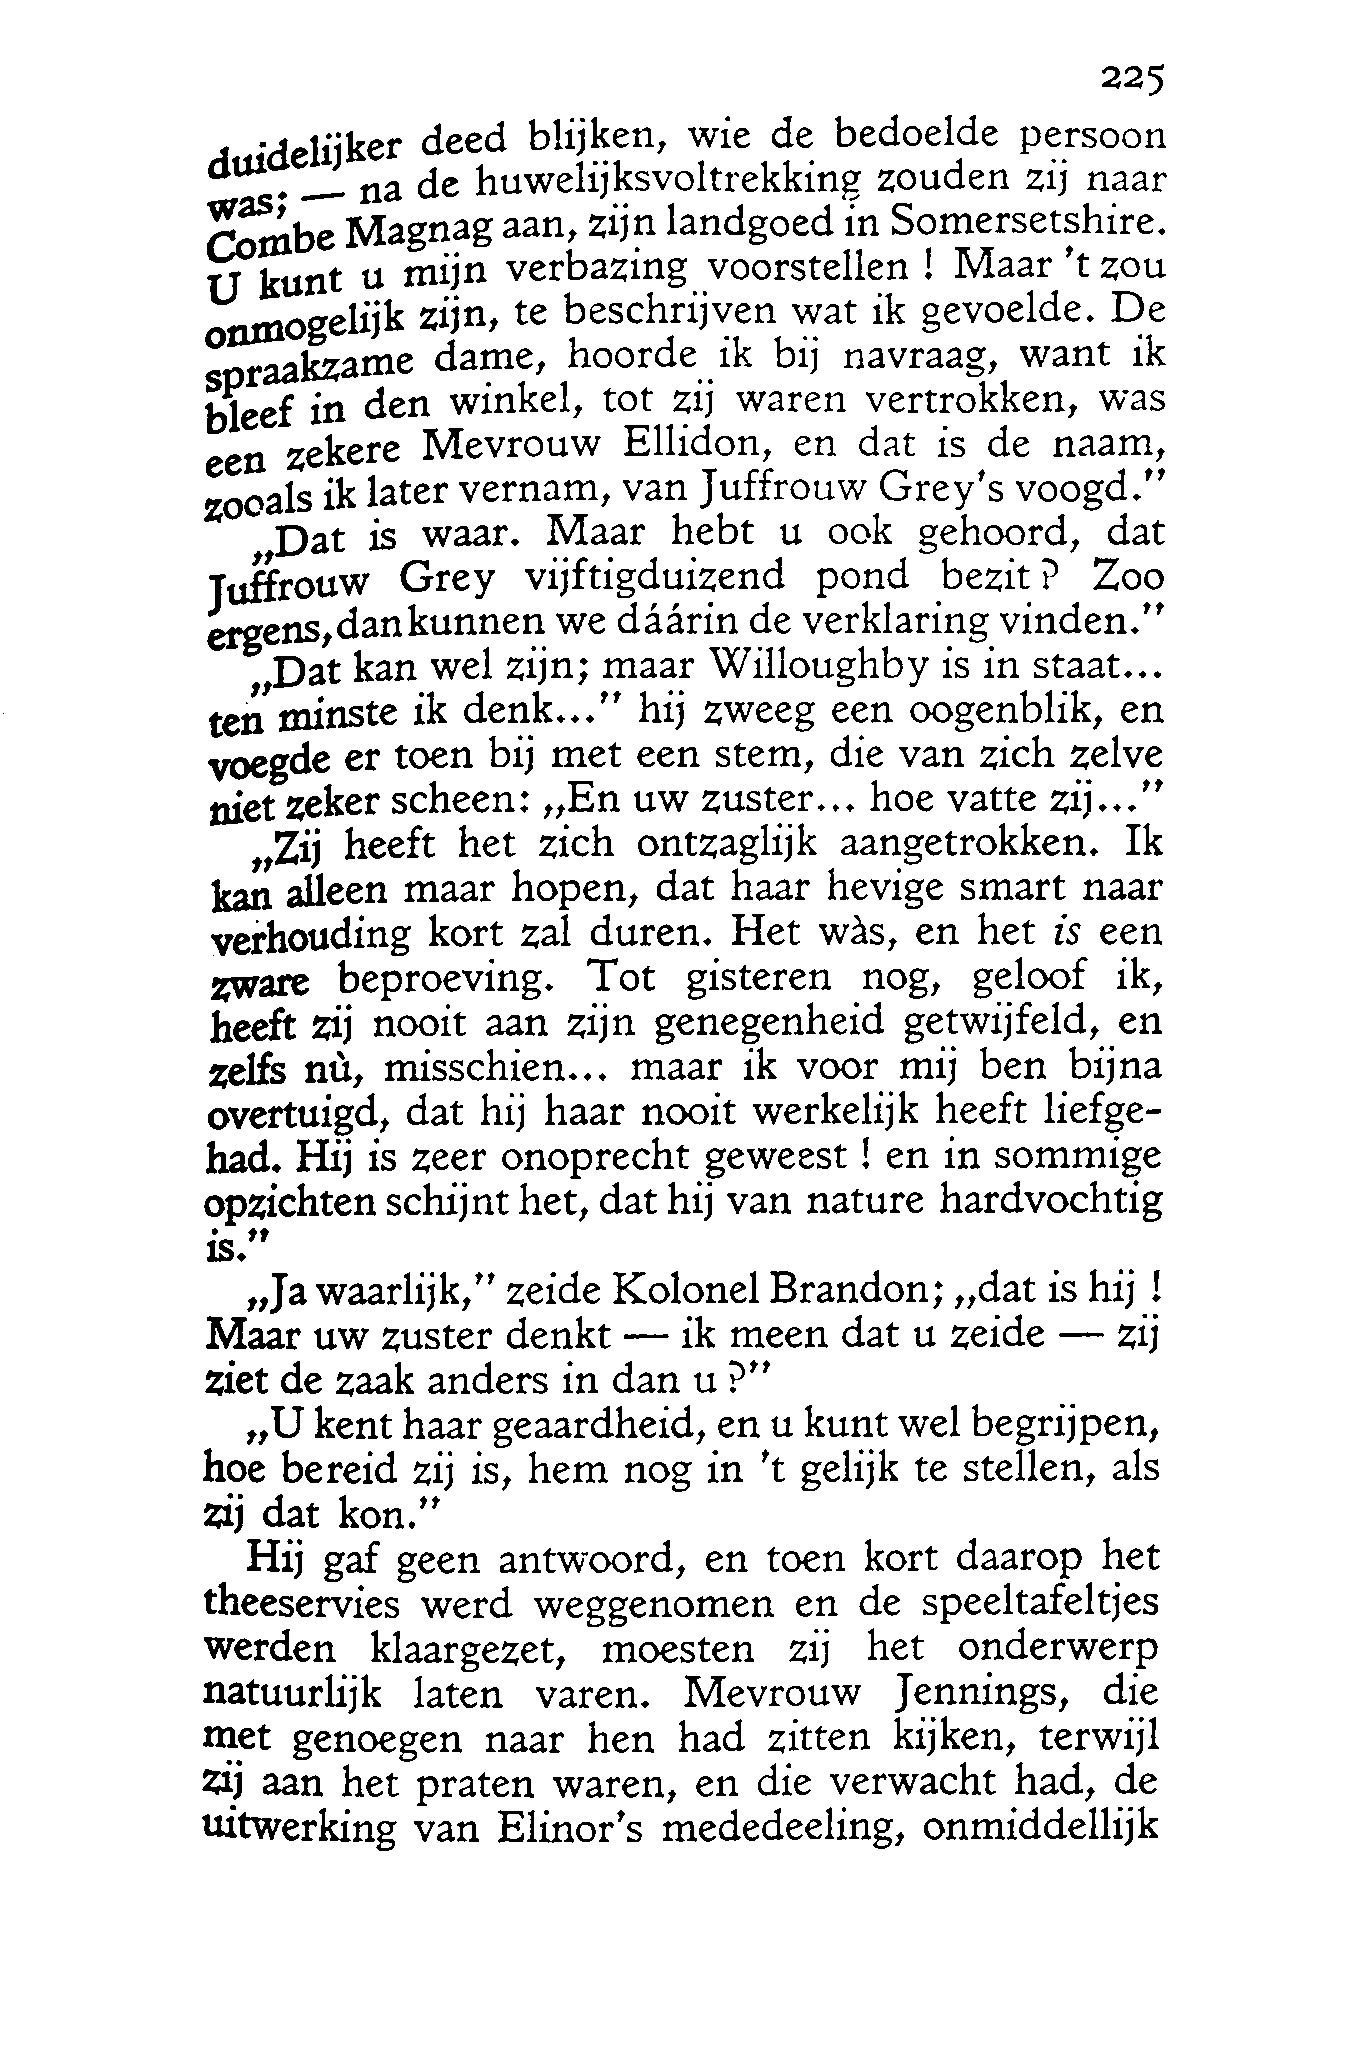 225
duidelijker deed blijken, wie de bedoelde persoon
was; — na de huwelijksvoltrekking zouden zij naar
Combe Magnag aan, zijn landgoed in Somersetshire.
U kunt u mijn verbazing voorstellen ! Maar 't zou
onmogelijk zijn, te beschrijven wat ik gevoelde. De
spraakzame dame, hoorde ik bij navraag, want ik
bleef in den winkel, tot zij waren vertrokken, was
een zekere Mevrouw Ellidon, en dat is de naam,
zooals ik later vernam, van Juffrouw Grey's voogd."
„Dat is waar. Maar hebt u ook gehoord, dat
Juffrouw Grey vijftigduizend pond bezit ? Zoo
ergens, dan kunnen we dáárin de verklaring vinden."
„Dat kan wel zijn; maar Willoughby is in staat...
ten minste ik denk..." hij zweeg een oogenblik, en
voegde er toen bij met een stem, die van zich zelve
niet zeker scheen: „En uw zuster... hoe vatte zij..."
„Zij heeft het zich ontzaglijk aangetrokken. Ik
kan alleen maar hopen, dat haar hevige smart naar
verhouding kort zal duren. Het wàs, en het is een
zware beproeving. Tot gisteren nog, geloof ik,
heeft zij nooit aan zijn genegenheid getwijfeld, en
zelfs nù, misschien... maar ik voor mij ben bijna
overtuigd, dat hij haar nooit werkelijk heeft liefge-
had. Hij is zeer onoprecht geweest ! en in sommige
opzichten schijnt het, dat hij van nature hardvochtig
is."
„Ja waarlijk," zeide Kolonel Brandon; „dat is hij !
Maar uw zuster denkt — ik meen dat u zeide — zij
ziet de zaak anders in dan u ?"
„U kent haar geaardheid, en u kunt wel begrijpen,
hoe bereid zij is, hem nog in 't gelijk te stellen, als
zij dat kon."
Hij gaf geen antwoord, en toen kort daarop het
theeservies werd weggenomen en de speeltafeltjes
werden klaargezet, moesten zij het onderwerp
natuurlijk laten varen. Mevrouw Jennings, die
met genoegen naar hen had zitten kijken, terwijl
zij aan het praten waren, en die verwacht had, de
uitwerking van Elinor's mededeeling, onmiddellijk